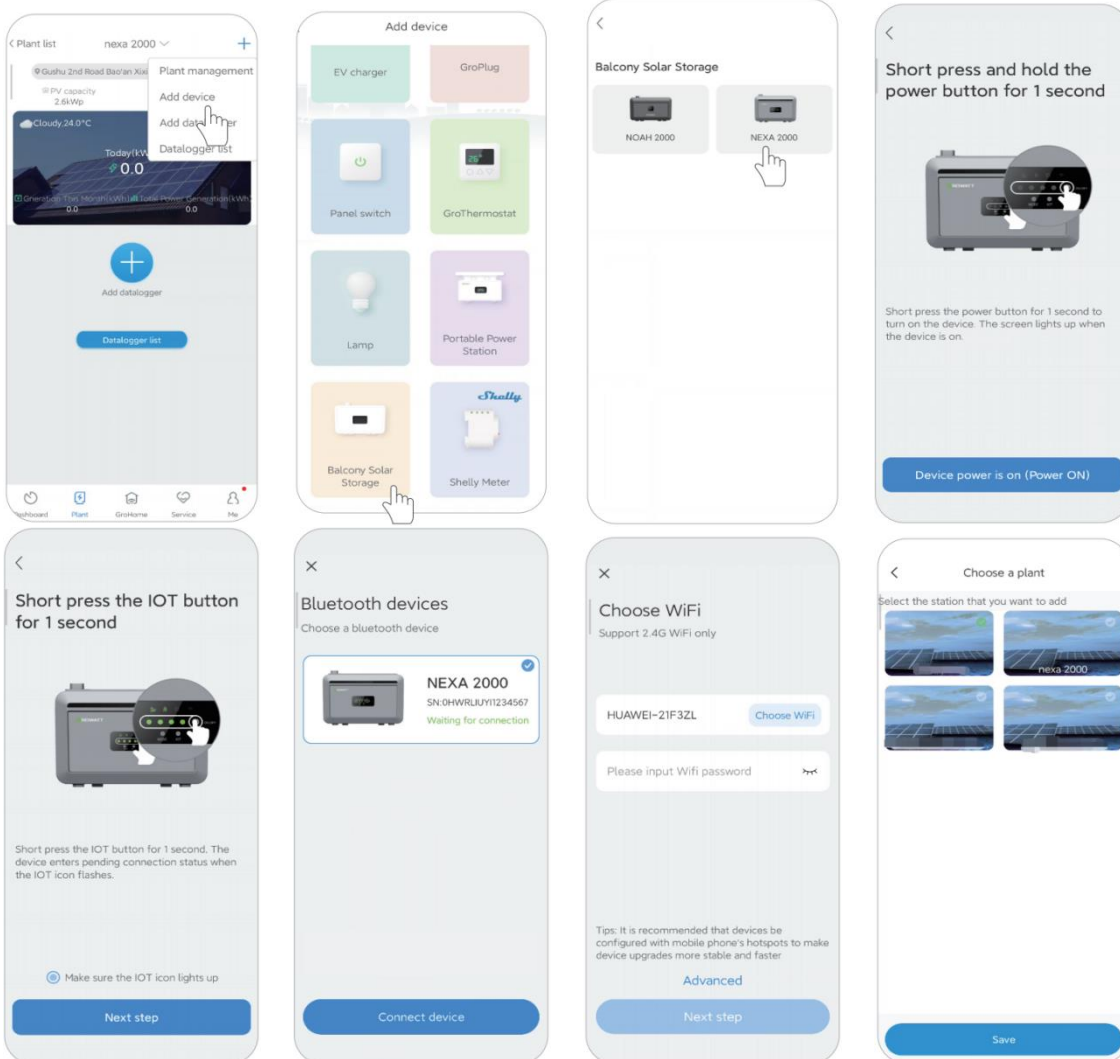 Plant list
nexa 2000
Gushu 2nd Road Bao'an Xixi
PV capacity
2.6kWp
Plant management
Add device
Add datalogger
Datalogger list
Cloudy,24.0°C
0.0
0.0
0.0
Add datalogger
Datalogger list
Plant
GroHome
Service
Me
Add device
EV charger
GroPlug
Panel switch
GroThermostat
Lamp
Portable Power
Station
Shelly
Balcony Solar
Storage
Shelly Meter
Balcony Solar Storage
NOAH 2000
NEXA 2000
Short press and hold the
power button for 1 second
Short press the power button for 1 second to
turn on the device. The screen lights up when
the device is on.
Device power is on (Power ON)
Short press the IOT button
for 1 second
Short press the IOT button for 1 second. The
device enters pending connection status when
the IOT icon flashes.
Make sure the IOT icon lights up
Next step
Bluetooth devices
Choose a bluetooth device
NEXA 2000
SN:0HWRLIUYI1234567
Waiting for connection
Connect device
Choose WiFi
Support 2.4G WiFi only
HUAWEI-21F3ZL
Choose WiFi
Please input Wifi password
Tips: It is recommended that devices be
configured with mobile phone's hotspots to make
device upgrades more stable and faster
Advanced
Next step
Choose a plant
Select the station that you want to add
nexa 2000
Save